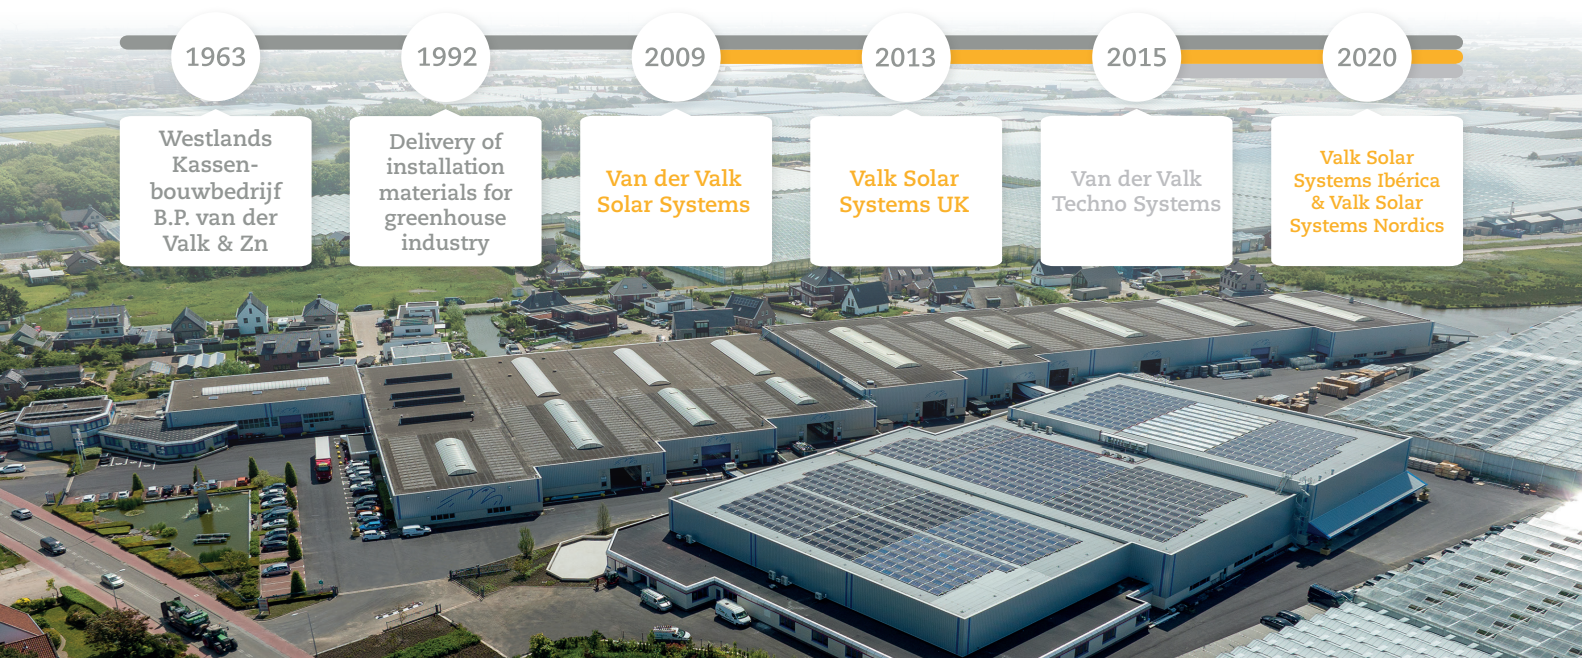 1963
1992
2009
2013
2015
2020
Westlands
Kassen-
bouwbedrijf
B.P. van der
Valk & Zn
Delivery of
installation
materials for
greenhouse
industry
Van der Valk
Solar Systems
Valk Solar
Systems UK
Van der Valk
Techno Systems
Valk Solar
Systems Ibérica
& Valk Solar
Systems Nordics